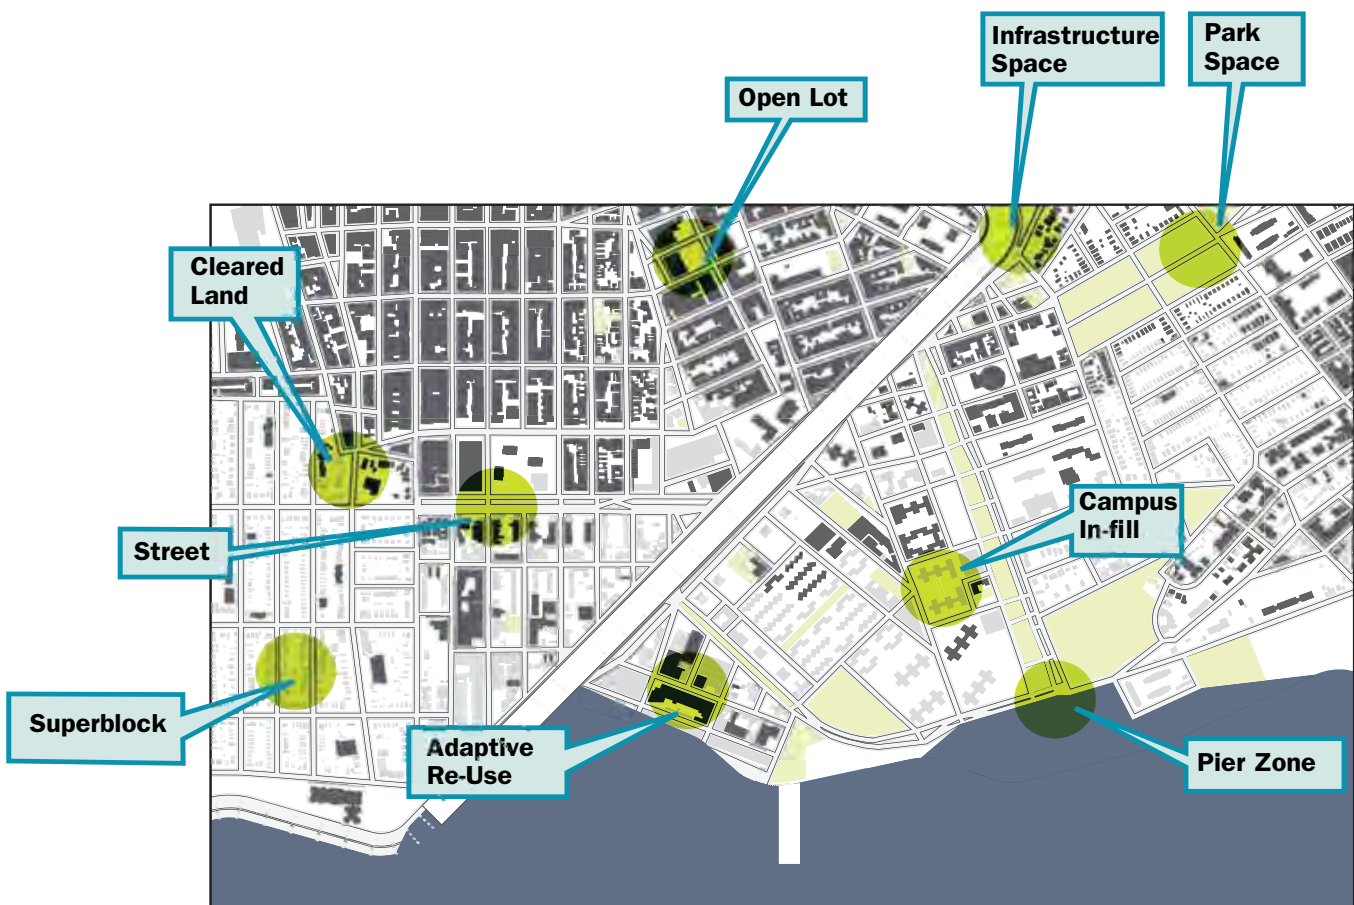 Infrastructure
Space
Park
Space
Open Lot
Cleared
Land
Campus
In-fill
Street
Superblock
Adaptive
Re-Use
Pier Zone